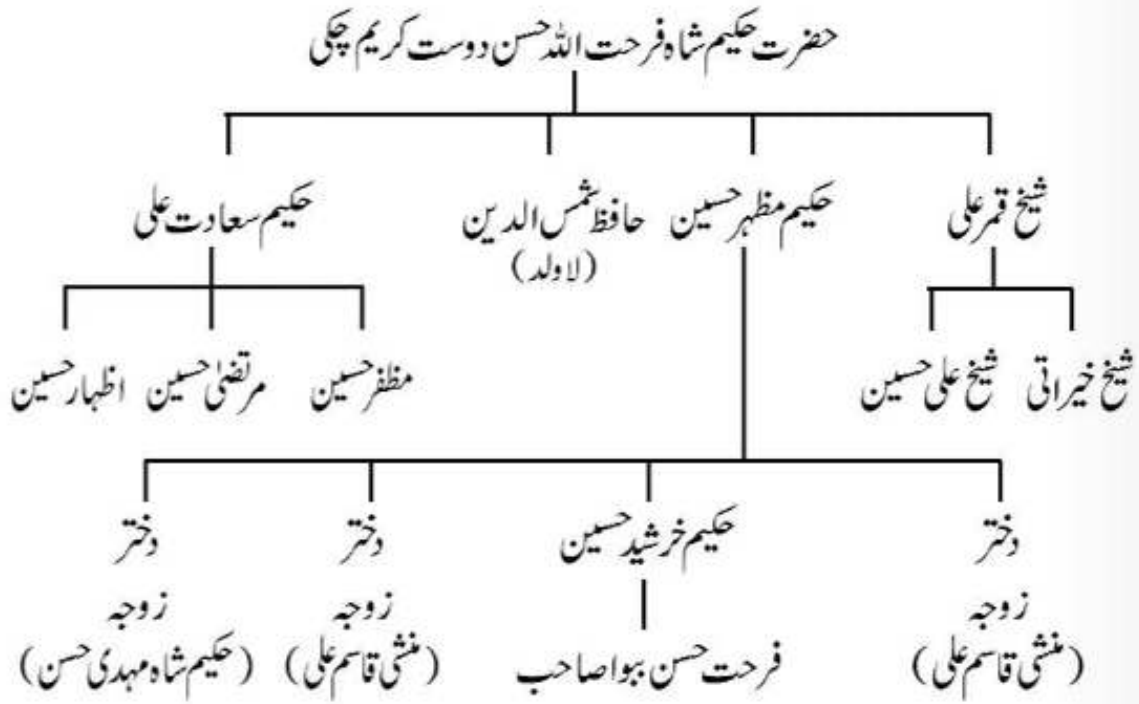 حضرت حکیم شاہ فرحت اللہ حسن دوست کریم چکی
شیخ قمر علی حکیم مظہر حسین حافظ شمس الدین حکیم سعادت علی
(لا ولد)
شیخ خیراتی شیخ علی حسین مظفر حسین مرتضیٰ حسین اظہار حسین
دختر حکیم خرشید حسین دختر دختر
زوجہ زوجہ زوجہ
(منشی قاسم علی) فرحت حسن ببوا صاحب (منشی قاسم علی) (حکیم شاہ مہدی حسن)